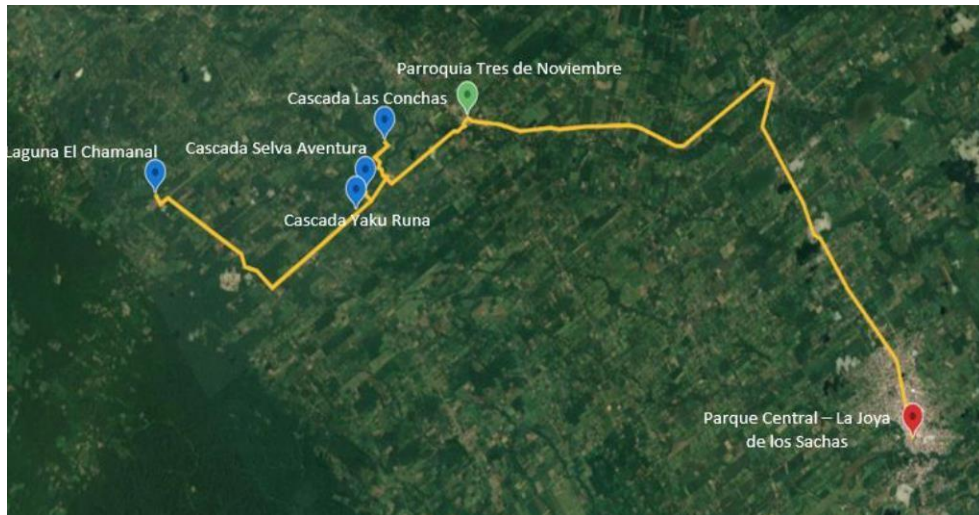 Parroquia Tres de Noviembre
Cascada Las Conchas
Cascada Selva Aventura
Laguna El Chamanal
Cascada Yaku Runa
Parque Central – La Joya
de los Sachas